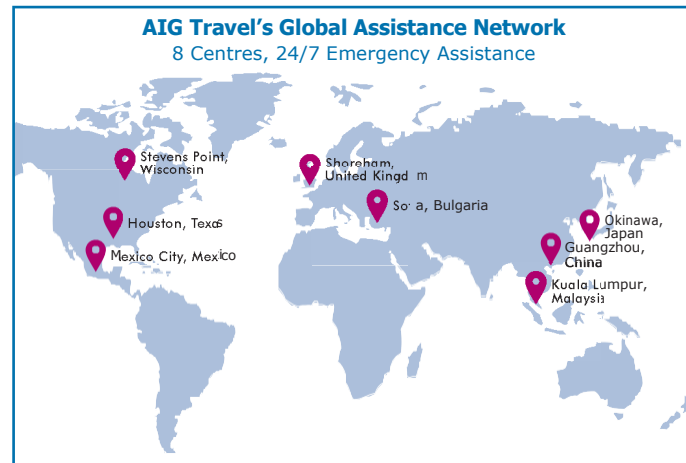 AIG Travel's Global Assistance Network
8 Centres, 24/7 Emergency Assistance
Stevens Point,
Wisconsin
Shoreham,
United Kingd m
So a, Bulgaria
Houston, Texas
Mexico City, Mexico
Okinawa,
Japan
Guangzhou,
China
Kuala Lumpur,
Malaysia